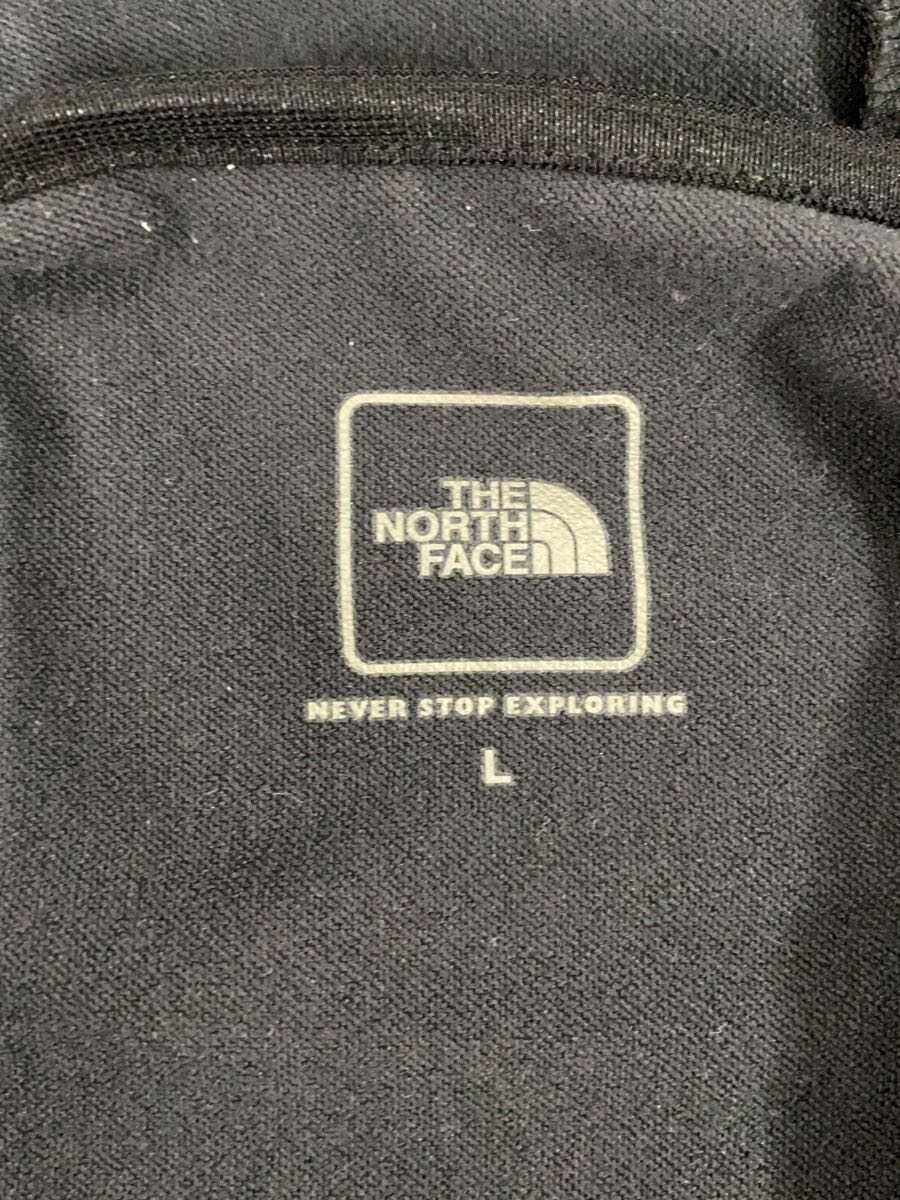 THE
NORTH
FACE
NEVER STOP EXPLORING
L